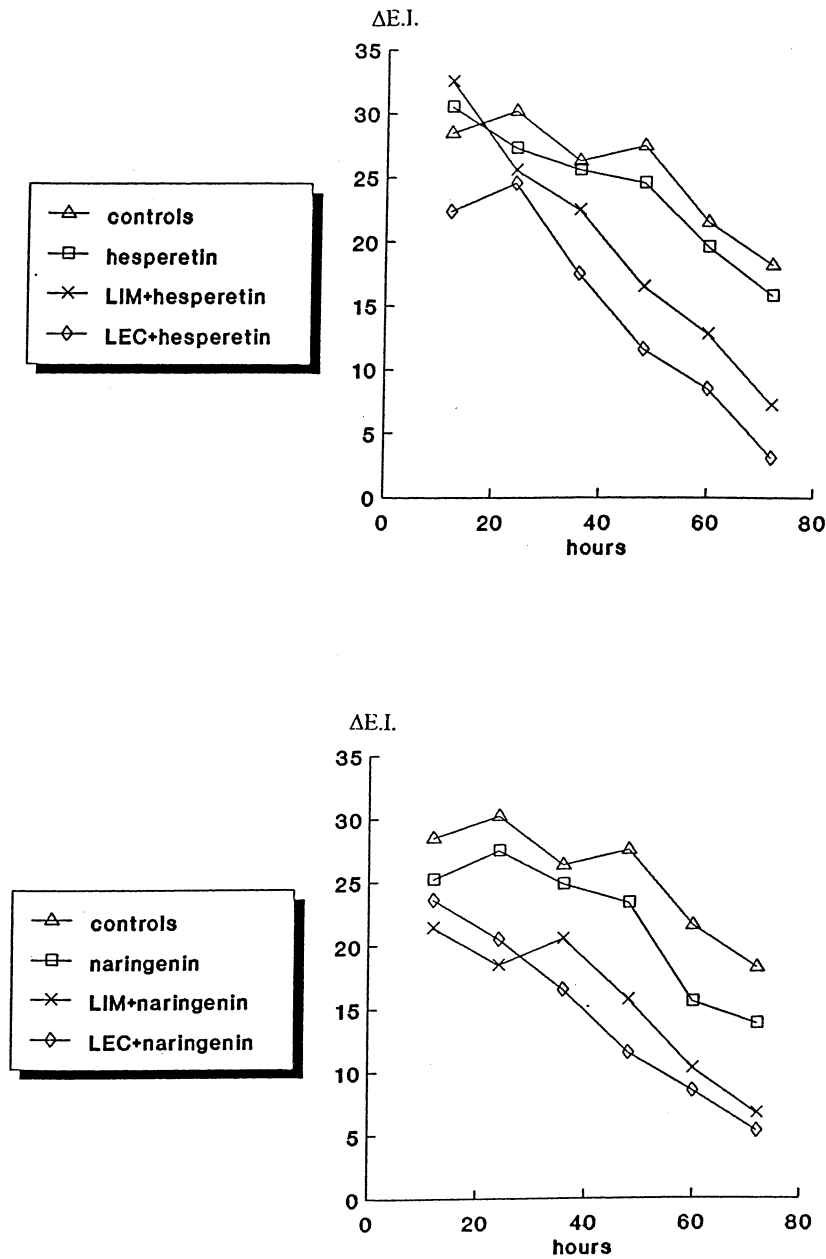 ΔE.I.
35
30
25
20
15
10
5
0
0 20 40 60 80
hours
controls
hesperetin
LIM+hesperetin
LEC+hesperetin
ΔE.I.
35
30
25
20
15
10
5
0
0 20 40 60 80
hours
controls
naringenin
LIM+naringenin
LEC+naringenin